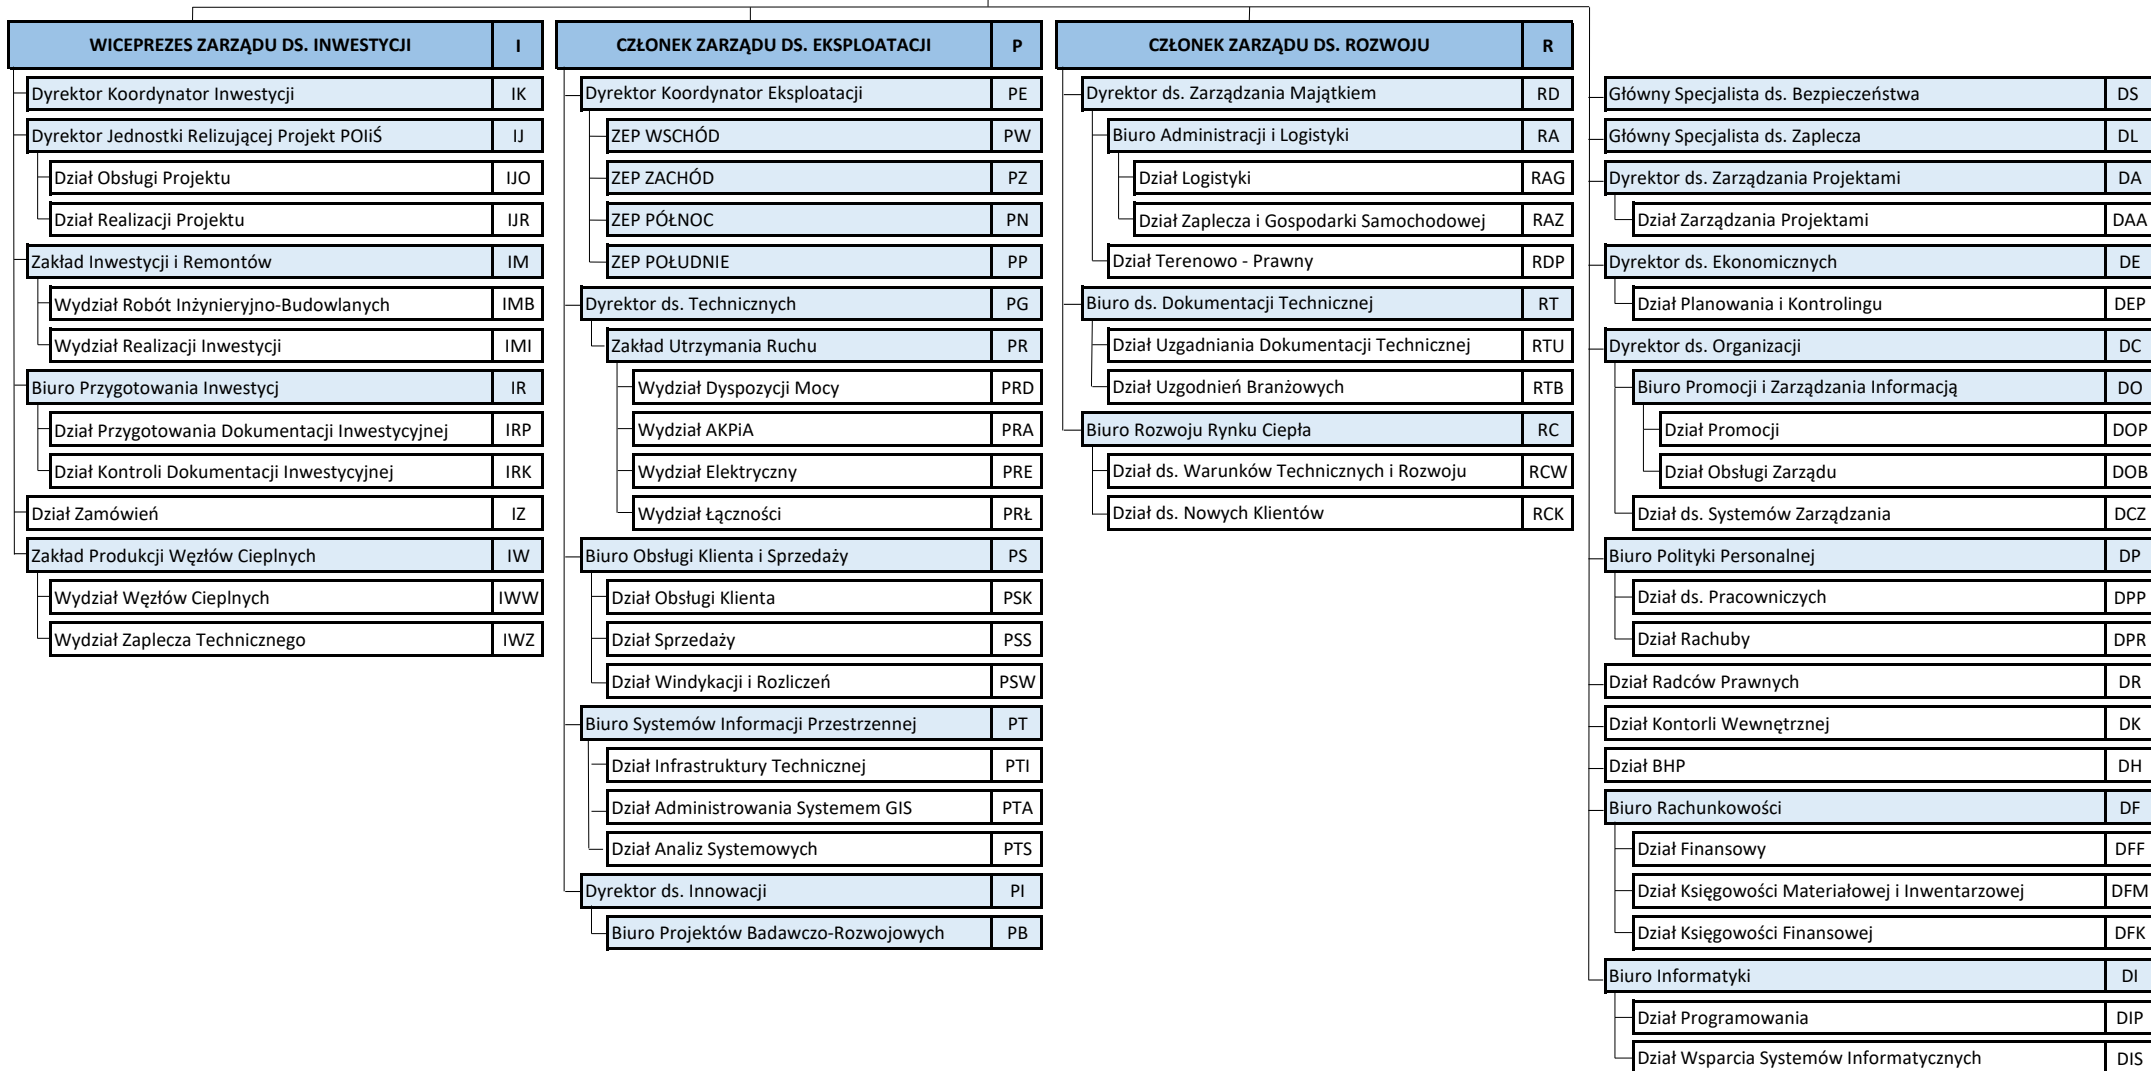 WICEPREZES ZARZĄDU DS. INWESTYCJI I
Dyrektor Koordynator Inwestycji IK
Dyrektor Jednostki Relizującej Projekt POIiŚ IJ
Dział Obsługi Projektu IJO
Dział Realizacji Projektu IJR
Zakład Inwestycji i Remontów IM
Wydział Robót Inżynieryjno-Budowlanych IMB
Wydział Realizacji Inwestycji IMI
Biuro Przygotowania Inwestycj IR
Dział Przygotowania Dokumentacji Inwestycyjnej IRP
Dział Kontroli Dokumentacji Inwestycyjnej IRK
Dział Zamówień IZ
Zakład Produkcji Węzłów Cieplnych IW
Wydział Węzłów Cieplnych IWW
Wydział Zaplecza Technicznego IWZ
CZŁONEK ZARZĄDU DS. EKSPLOATACJI P
Dyrektor Koordynator Eksploatacji PE
ZEP WSCHÓD PW
ZEP ZACHÓD PZ
ZEP PÓŁNOC PN
ZEP POŁUDNIE PP
Dyrektor ds. Technicznych PG
Zakład Utrzymania Ruchu PR
Wydział Dyspozycji Mocy PRD
Wydział AKPiA PRA
Wydział Elektryczny PRE
Wydział Łączności PRŁ
Biuro Obsługi Klienta i Sprzedaży PS
Dział Obsługi Klienta PSK
Dział Sprzedaży PSS
Dział Windykacji i Rozliczeń PSW
Biuro Systemów Informacji Przestrzennej PT
Dział Infrastruktury Technicznej PTI
Dział Administrowania Systemem GIS PTA
Dział Analiz Systemowych PTS
Dyrektor ds. Innowacji PI
Biuro Projektów Badawczo-Rozwojowych PB
CZŁONEK ZARZĄDU DS. ROZWOJU R
Dyrektor ds. Zarządzania Majątkiem RD
Biuro Administracji i Logistyki RA
Dział Logistyki RAG
Dział Zaplecza i Gospodarki Samochodowej RAZ
Dział Terenowo - Prawny RDP
Biuro ds. Dokumentacji Technicznej RT
Dział Uzgadniania Dokumentacji Technicznej RTU
Dział Uzgodnień Branżowych RTB
Biuro Rozwoju Rynku Ciepła RC
Dział ds. Warunków Technicznych i Rozwoju RCW
Dział ds. Nowych Klientów RCK
Główny Specjalista ds. Bezpieczeństwa DS
Główny Specjalista ds. Zaplecza DL
Dyrektor ds. Zarządzania Projektami DA
Dział Zarządzania Projektami DAA
Dyrektor ds. Ekonomicznych DE
Dział Planowania i Kontrolingu DEP
Dyrektor ds. Organizacji DC
Biuro Promocji i Zarządzania Informacją DO
Dział Promocji DOP
Dział Obsługi Zarządu DOB
Dział ds. Systemów Zarządzania DCZ
Biuro Polityki Personalnej DP
Dział ds. Pracowniczych DPP
Dział Rachuby DPR
Dział Radców Prawnych DR
Dział Kontorli Wewnętrznej DK
Dział BHP DH
Biuro Rachunkowości DF
Dział Finansowy DFF
Dział Księgowości Materiałowej i Inwentarzowej DFM
Dział Księgowości Finansowej DFK
Biuro Informatyki DI
Dział Programowania DIP
Dział Wsparcia Systemów Informatycznych DIS